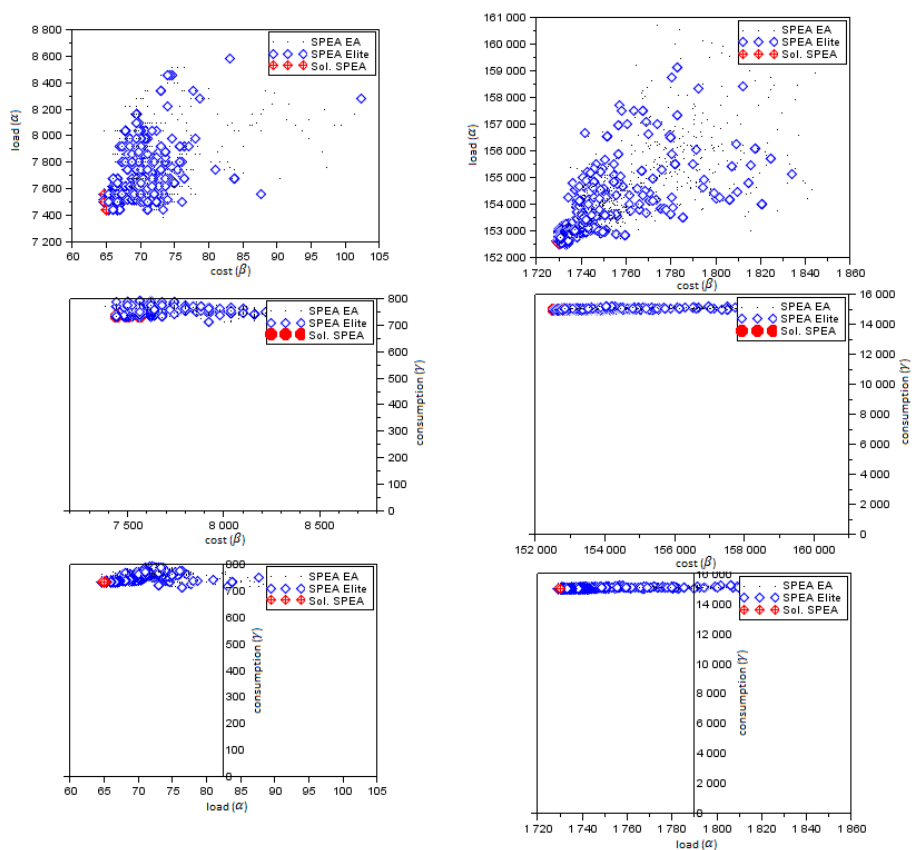 8 800
8 600
8 400
8 200
8 000
7 800
7 600
7 400
7 200
load (α)
SPEA EA
SPEA Elite
Sol. SPEA
60 65 70 75 80 85 90 95 100 105
cost (β)
161 000
160 000
159 000
158 000
157 000
156 000
155 000
154 000
153 000
152 000
load (α)
SPEA EA
SPEA Elite
Sol. SPEA
1 720 1 740 1 760 1 780 1 800 1 820 1 840 1 860
cost (β)
SPEA EA
SPEA Elite
Sol. SPEA
800
700
600
500
400
300
200
100
0
consumption (γ)
7 500 8 000 8 500
cost (β)
SPEA EA
SPEA Elite
Sol. SPEA
16 000
14 000
12 000
10 000
8 000
6 000
4 000
2 000
0
consumption (γ)
152 000 154 000 156 000 158 000 160 000
cost (β)
SPEA EA
SPEA Elite
Sol. SPEA
800
700
600
500
400
300
200
100
0
consumption (γ)
60 65 70 75 80 85 90 95 100 105
load (α)
SPEA EA
SPEA Elite
Sol. SPEA
16 000
14 000
12 000
10 000
8 000
6 000
4 000
2 000
0
consumption (γ)
1 720 1 740 1 760 1 780 1 800 1 820 1 840 1 860
load (α)